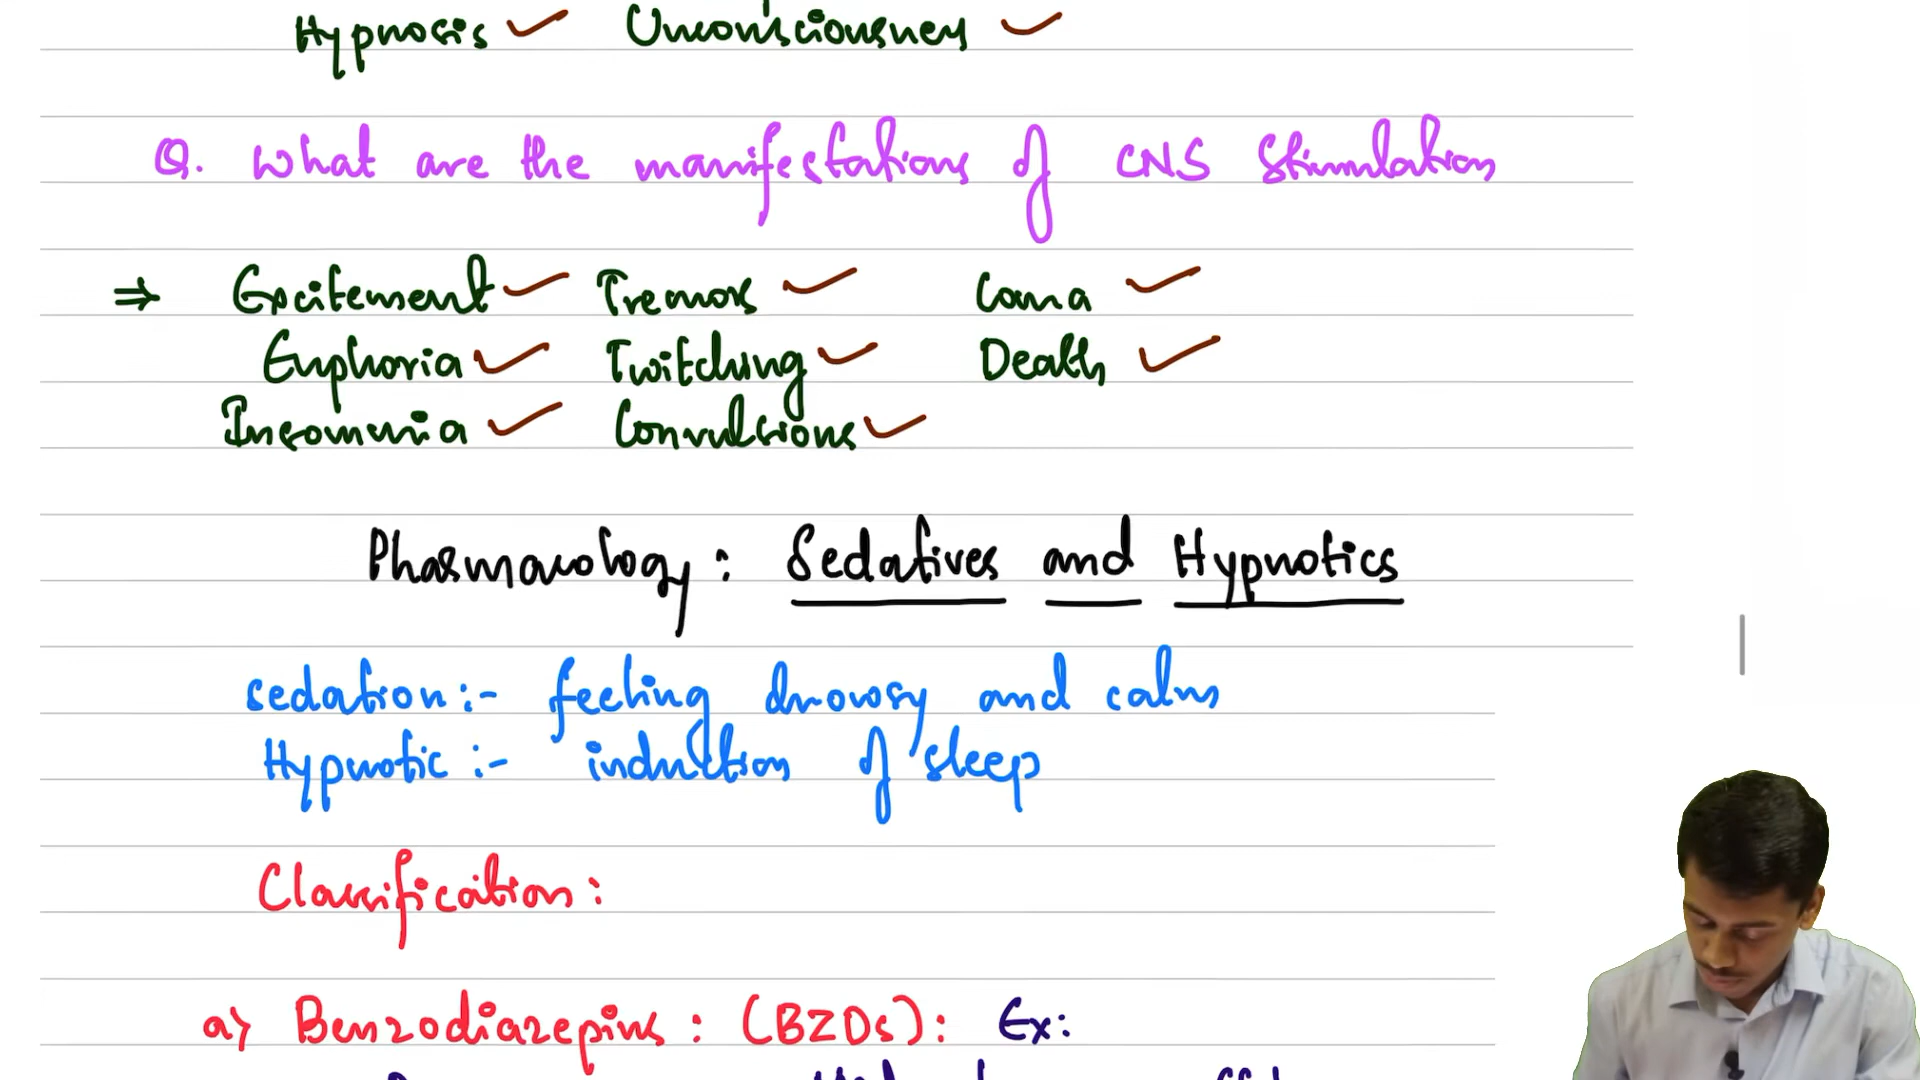 Hypnosis ✓ Unconsciousness ✓
Q. What are the manifestations of CNS Stimulation
⇒ Excitement ✓ Tremors ✓ Coma ✓
Euphoria ✓ Twitching ✓ Death ✓
Insomnia ✓ Convulsions ✓
Pharmacology: Sedatives and Hypnotics
sedation:- feeling drowsy and calm
Hypnotic:- induction of sleep
Classification:
a) Benzodiazepins: (BZDs): Ex: